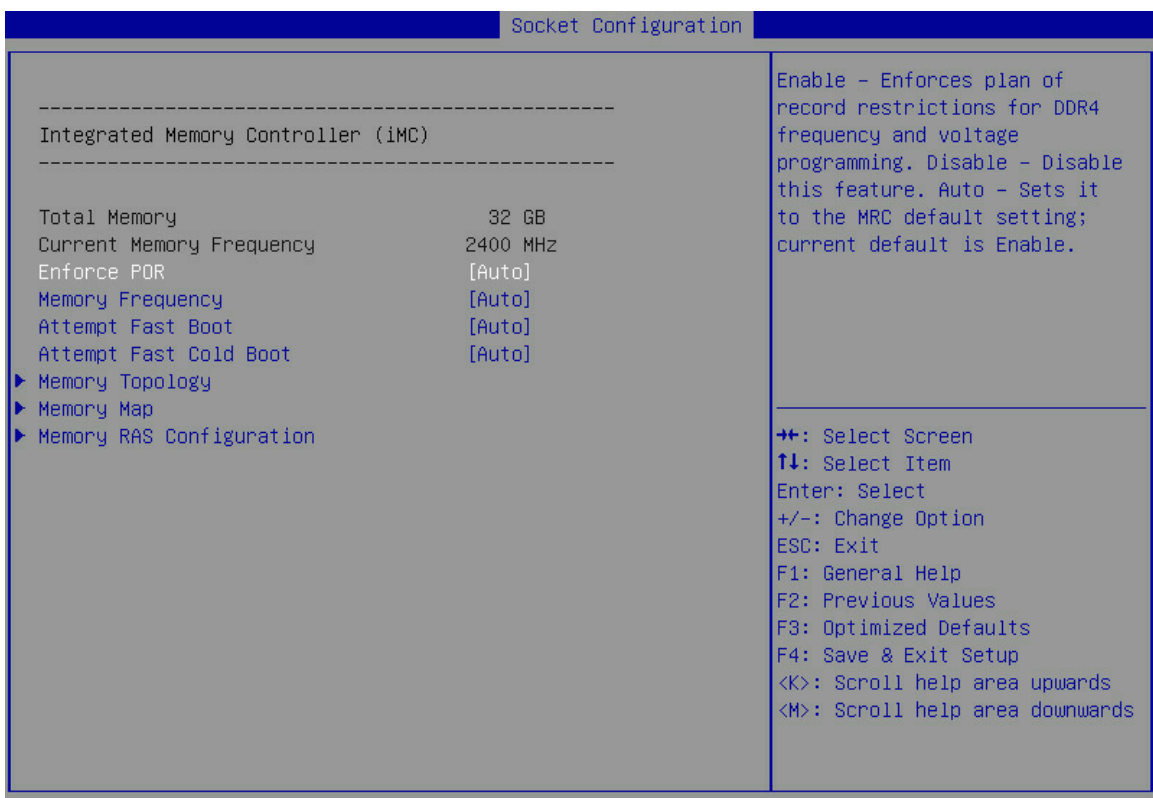 Socket Configuration
------------------------------------------------
Integrated Memory Controller (iMC)
------------------------------------------------
Total Memory 32 GB
Current Memory Frequency 2400 MHz
Enforce POR [Auto]
Memory Frequency [Auto]
Attempt Fast Boot [Auto]
Attempt Fast Cold Boot [Auto]
Memory Topology
Memory Map
Memory RAS Configuration
Enable – Enforces plan of
record restrictions for DDR4
frequency and voltage
programming. Disable – Disable
this feature. Auto – Sets it
to the MRC default setting;
current default is Enable.
→←: Select Screen
↑↓: Select Item
Enter: Select
+/-: Change Option
ESC: Exit
F1: General Help
F2: Previous Values
F3: Optimized Defaults
F4: Save & Exit Setup
<K>: Scroll help area upwards
<M>: Scroll help area downwards